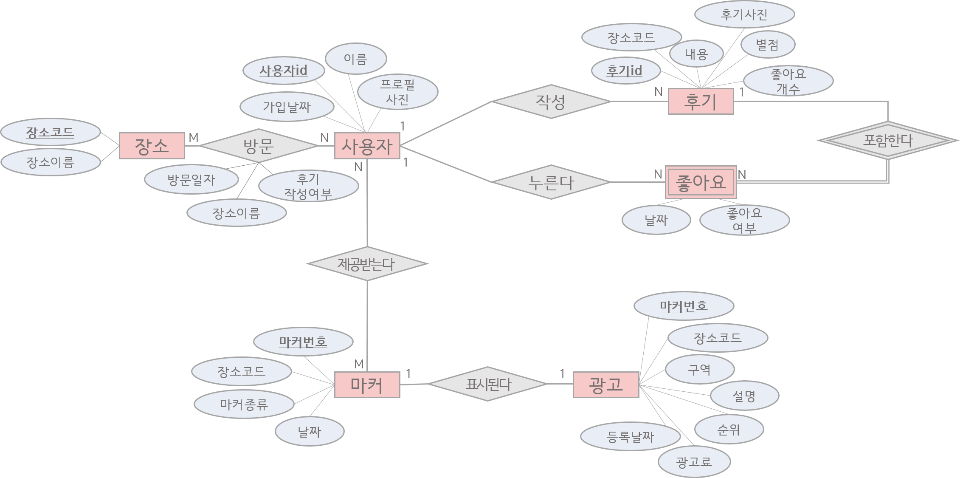 후기사진
장소코드
내용
별점
이름
사용자id
후기id
좋아요
개수
프로필
사진
가입날짜
작성
N
후기
1
1
장소코드
장소
M
방문
N
사용자
포함한다
장소이름
1
N
방문일자
후기
작성여부
누른다
N
좋아요
N
장소이름
날짜
좋아요
여부
제공받는다
마커번호
마커번호
장소코드
장소코드
M
구역
마커
1
표시된다
1
광고
마커종류
설명
날짜
순위
등록날짜
광고료